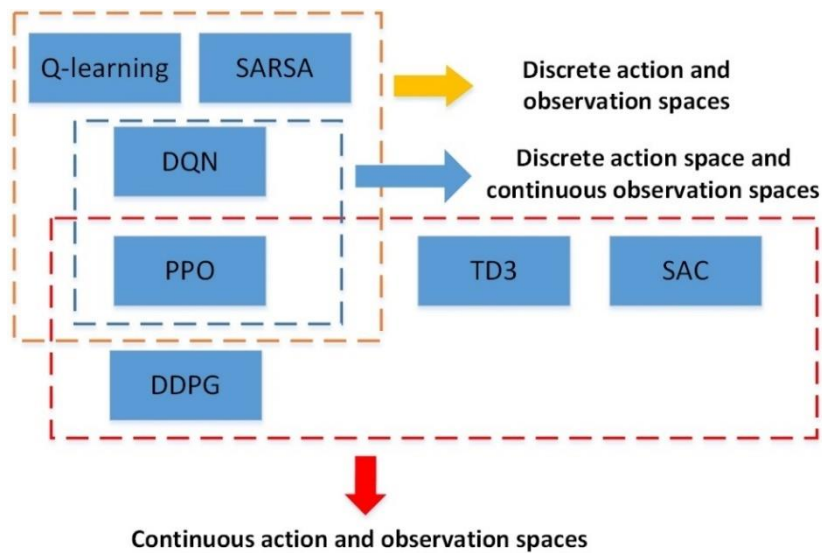 Q-learning
SARSA
Discrete action and
observation spaces
DQN
Discrete action space and
continuous observation spaces
PPO
TD3
SAC
DDPG
Continuous action and observation spaces